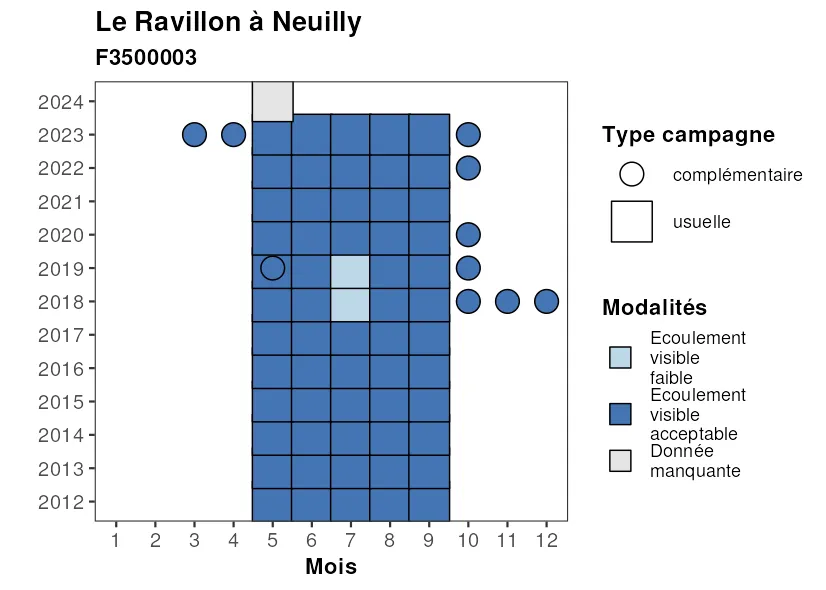 Le Ravillon à Neuilly
F3500003
2024
2023
2022
2021
2020
2019
2018
2017
2016
2015
2014
2013
2012
1 2 3 4 5 6 7 8 9 10 11 12
Mois
Type campagne
complémentaire
usuelle
Modalités
Ecoulement
visible
faible
Ecoulement
visible
acceptable
Donnée
manquante